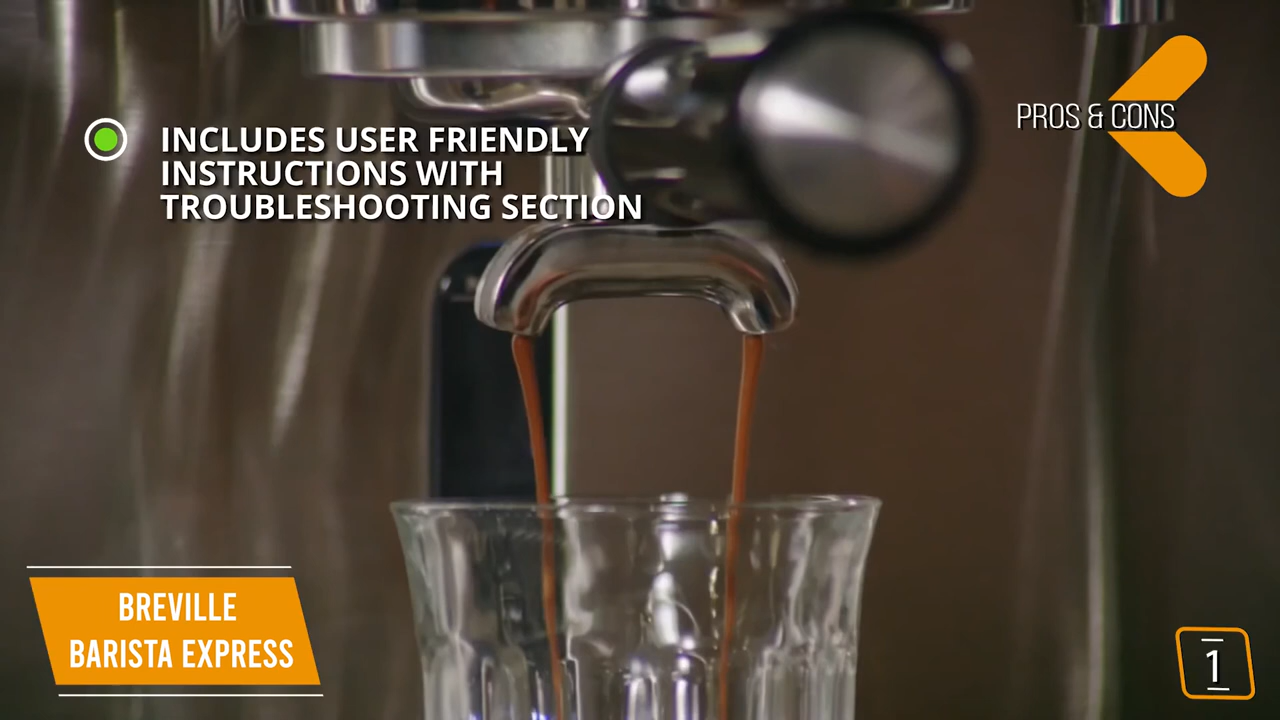 PROS & CONS
INCLUDES USER FRIENDLY
INSTRUCTIONS WITH
TROUBLESHOOTING SECTION
BREVILLE
BARISTA EXPRESS
1